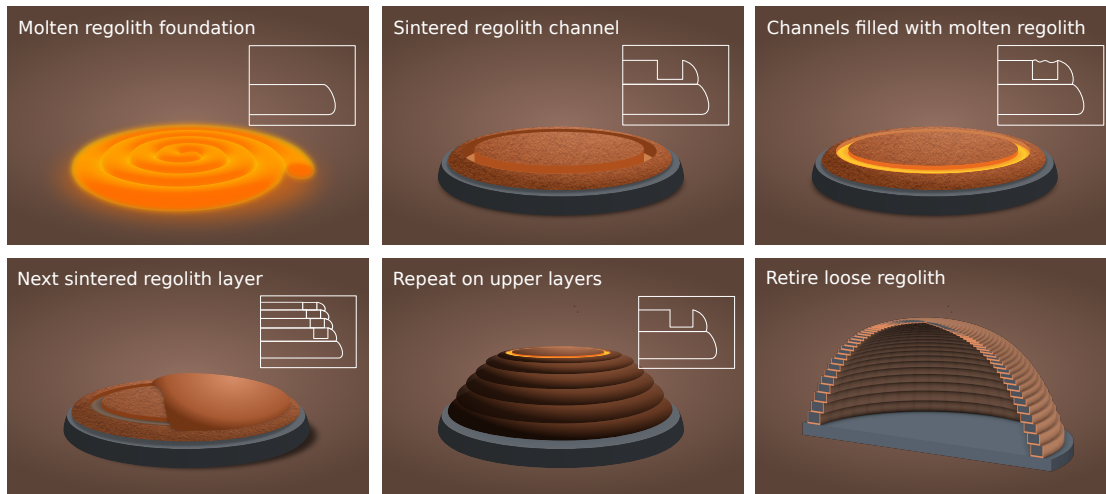 Molten regolith foundation
Sintered regolith channel
Channels filled with molten regolith
Next sintered regolith layer
Repeat on upper layers
Retire loose regolith